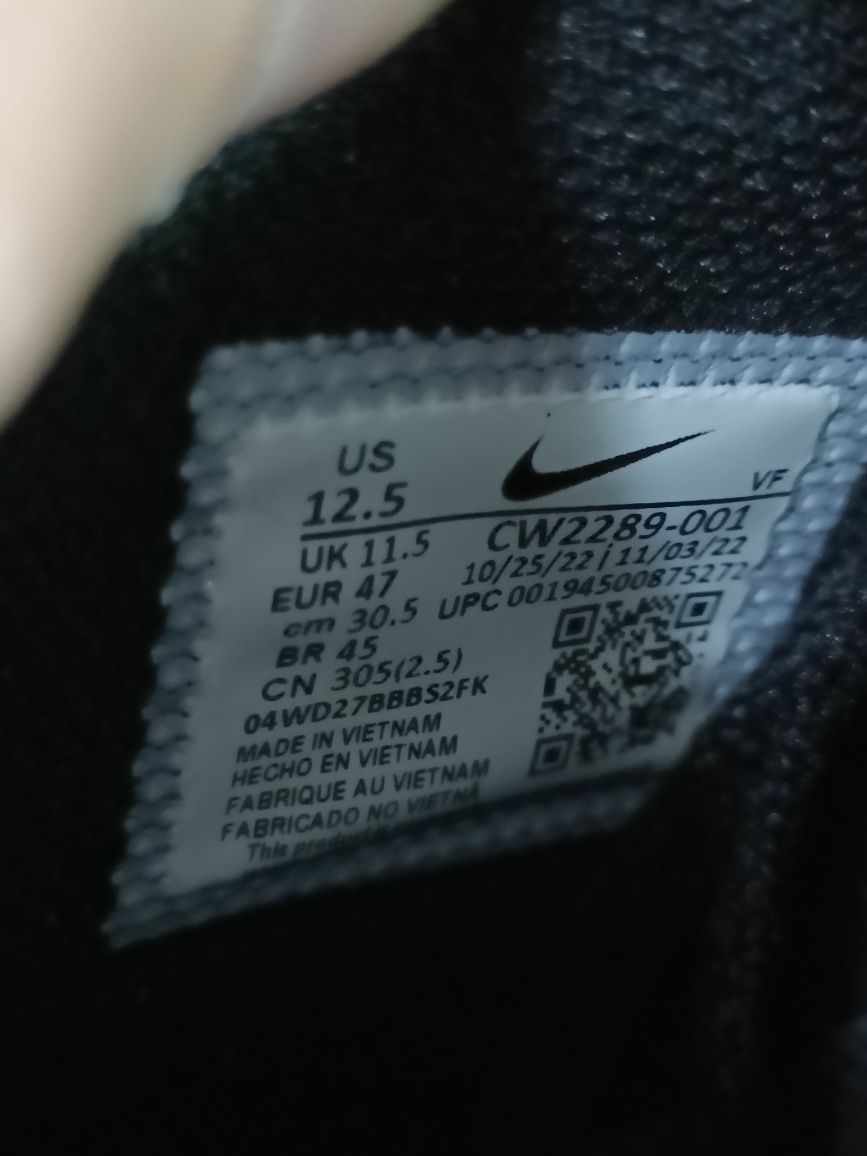 US
12.5
VF
UK 11.5
CW2289-001
EUR 47
10/25/22 | 11/03/22
cm 30.5
UPC 00194500875272
BR 45
CN 305(2.5)
04WD27BBBS2FK
MADE IN VIETNAM
HECHO EN VIETNAM
FABRIQUE AU VIETNAM
FABRICADO NO VIETNÃ
This product